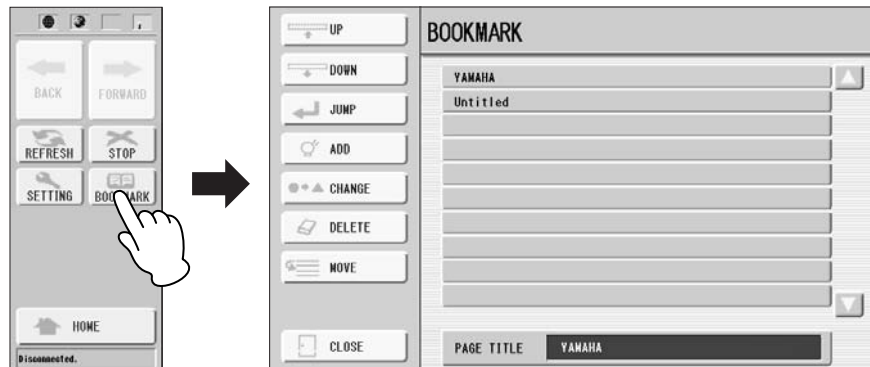 BACK
FORWARD
REFRESH
STOP
SETTING
BOOKMARK
HOME
Disconnected.
UP
DOWN
JUMP
ADD
CHANGE
DELETE
MOVE
CLOSE
BOOKMARK
YAMAHA
Untitled
PAGE TITLE YAMAHA